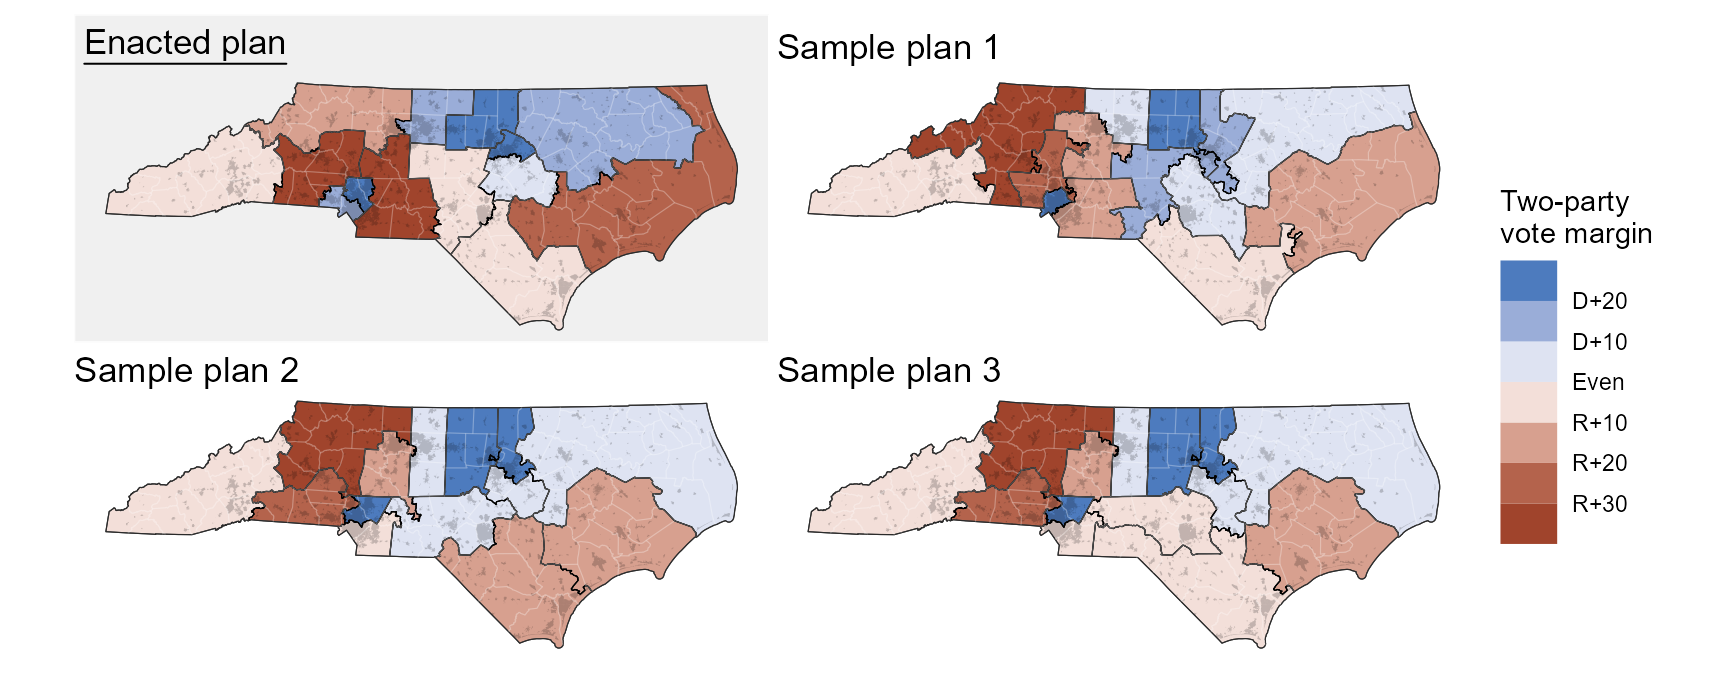 Enacted plan
Sample plan 1
Sample plan 2
Sample plan 3
Two-party
vote margin
D+20
D+10
Even
R+10
R+20
R+30